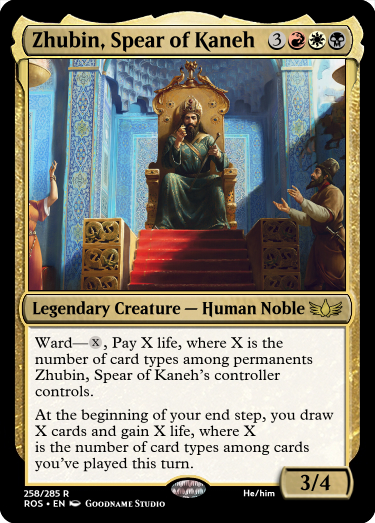 Zhubin, Spear of Kaneh 3
Legendary Creature — Human Noble
Ward—X, Pay X life, where X is the
number of card types among permanents
Zhubin, Spear of Kaneh's controller
controls.
At the beginning of your end step, you draw
X cards and gain X life, where X
is the number of card types among cards
you've played this turn.
3/4
258/285 R He/him
ROS • EN Goodname Studio